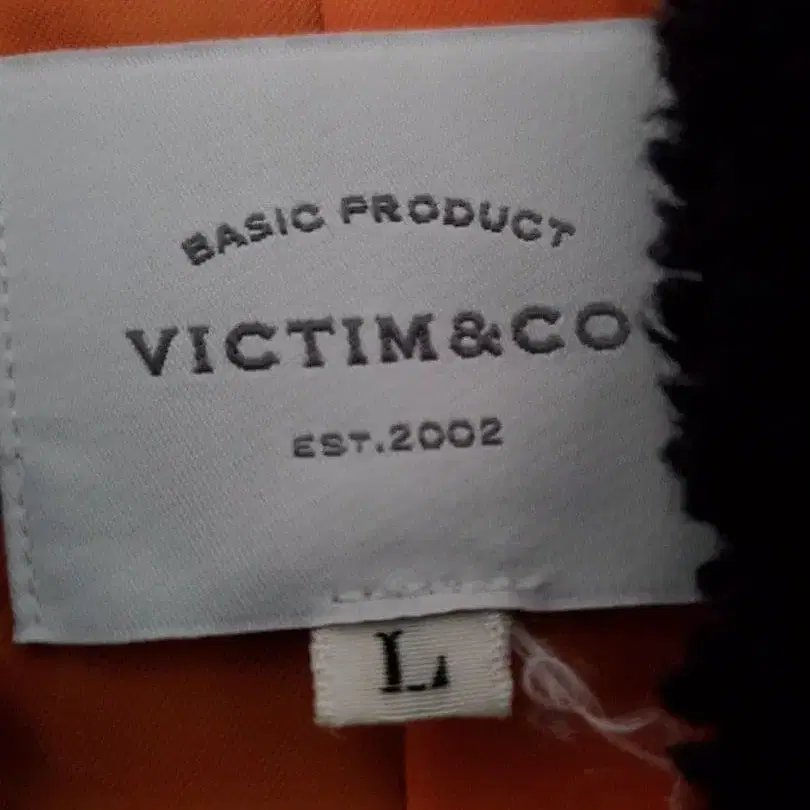 BASIC PRODUCT
VICTIM&CO
EST.2002
L